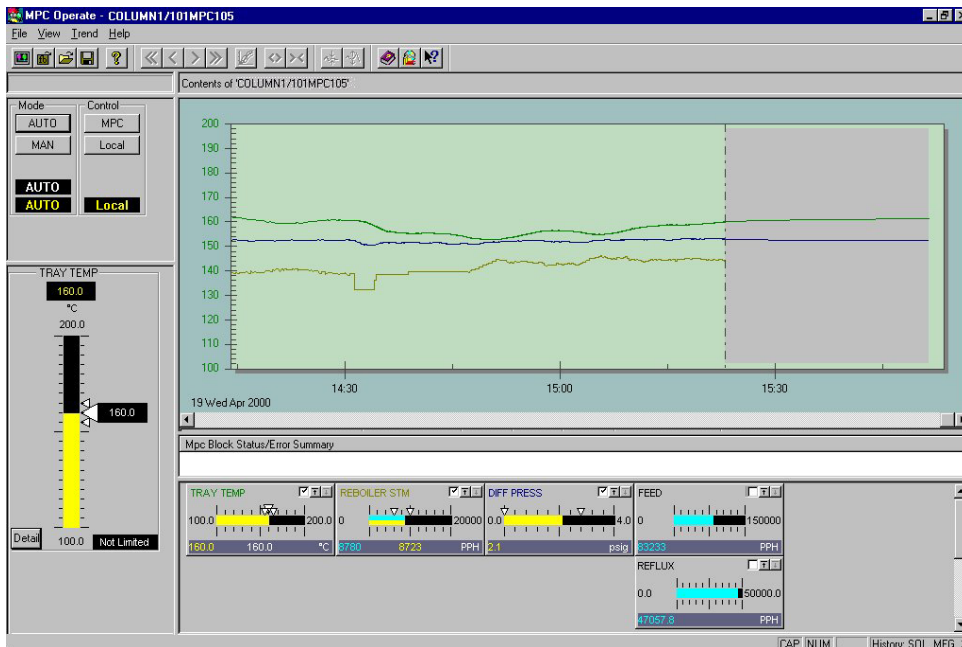 MPC Operate - COLUMN1/101MPC105
File View Trend Help
Contents of 'COLUMN1/101MPC105'
Mode Control
AUTO MPC
MAN Local
AUTO
AUTO Local
TRAY TEMP
160.0
°C
200.0
160.0
Detail 100.0 Not Limited
200
190
180
170
160
150
140
130
120
110
100
14:30 15:00 15:30
19 Wed Apr 2000
Mpc Block Status/Error Summary
TRAY TEMP T REBOILER STM T DIFF PRESS T FEED T
100.0 200.0 0 20000 0.0 4.0 0 150000
160.0 160.0 °C 8780 8723 PPH 2.1 psig 83233 PPH
REFLUX T
0.0 50000.0
47057.8 PPH
CAP NUM History: SOL_MFG